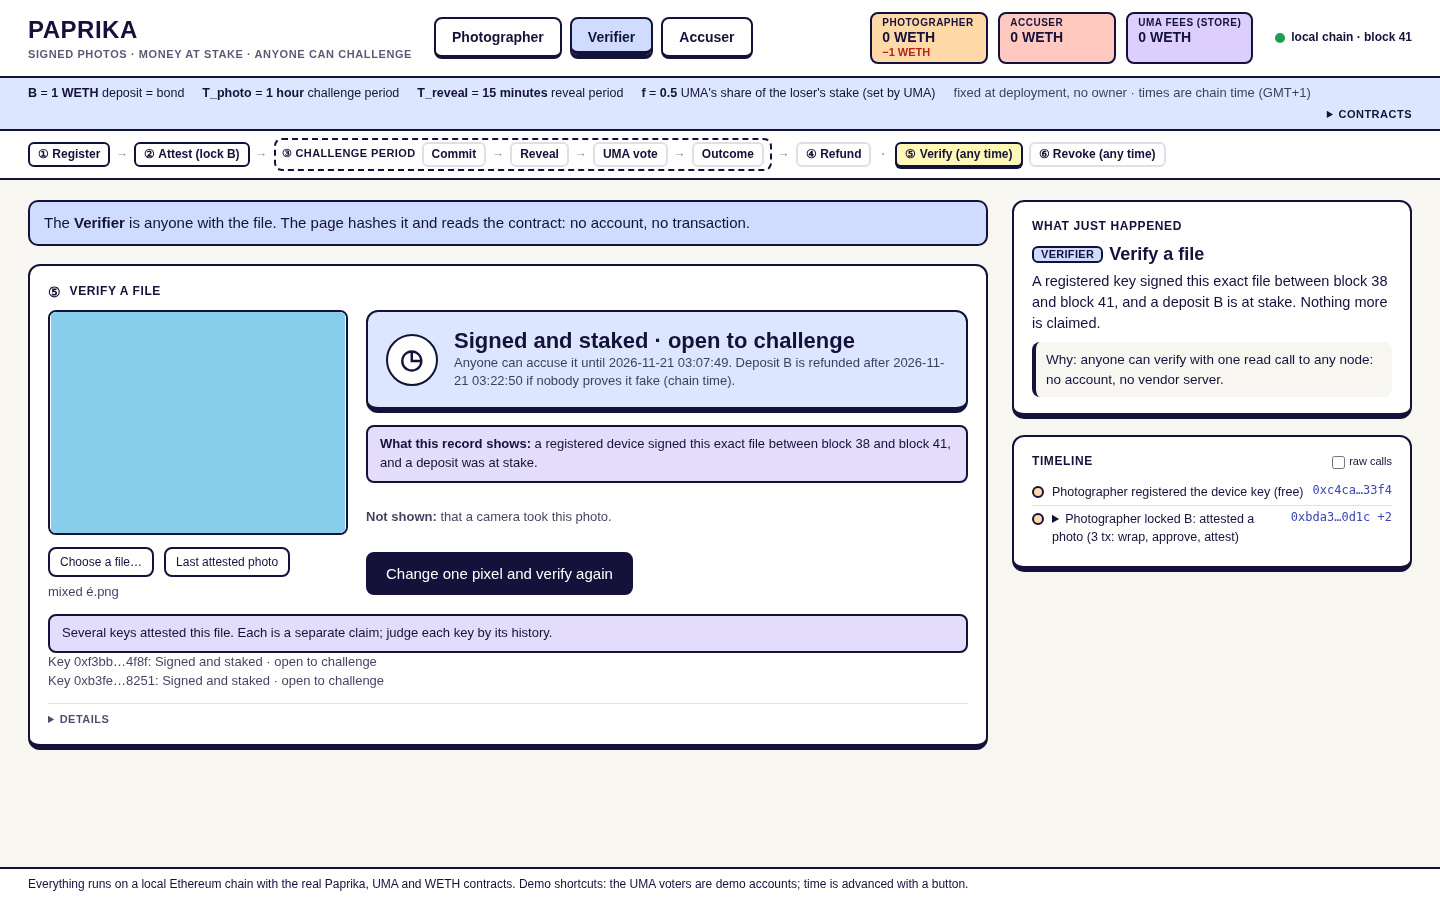 PAPRIKA
SIGNED PHOTOS · MONEY AT STAKE · ANYONE CAN CHALLENGE
Photographer
Verifier
Accuser
PHOTOGRAPHER
0 WETH
−1 WETH
ACCUSER
0 WETH
UMA FEES (STORE)
0 WETH
local chain · block 41
B = 1 WETH deposit = bond T_photo = 1 hour challenge period T_reveal = 15 minutes reveal period f = 0.5 UMA's share of the loser's stake (set by UMA) fixed at deployment, no owner · times are chain time (GMT+1)
▶ CONTRACTS
① Register → ② Attest (lock B) → ③ CHALLENGE PERIOD Commit → Reveal → UMA vote → Outcome → ④ Refund · ⑤ Verify (any time) ⑥ Revoke (any time)
The Verifier is anyone with the file. The page hashes it and reads the contract: no account, no transaction.
⑤ VERIFY A FILE
Signed and staked · open to challenge
Anyone can accuse it until 2026-11-21 03:07:49. Deposit B is refunded after 2026-11-
21 03:22:50 if nobody proves it fake (chain time).
What this record shows: a registered device signed this exact file between block 38 and block 41,
and a deposit was at stake.
Not shown: that a camera took this photo.
Choose a file…
Last attested photo
Change one pixel and verify again
mixed é.png
Several keys attested this file. Each is a separate claim; judge each key by its history.
Key 0xf3bb…4f8f: Signed and staked · open to challenge
Key 0xb3fe…8251: Signed and staked · open to challenge
▶ DETAILS
WHAT JUST HAPPENED
VERIFIER Verify a file
A registered key signed this exact file between block 38
and block 41, and a deposit B is at stake. Nothing more
is claimed.
Why: anyone can verify with one read call to any node:
no account, no vendor server.
TIMELINE
raw calls
Photographer registered the device key (free) 0xc4ca…33f4
▶ Photographer locked B: attested a 0xbda3…0d1c +2
photo (3 tx: wrap, approve, attest)
Everything runs on a local Ethereum chain with the real Paprika, UMA and WETH contracts. Demo shortcuts: the UMA voters are demo accounts; time is advanced with a button.